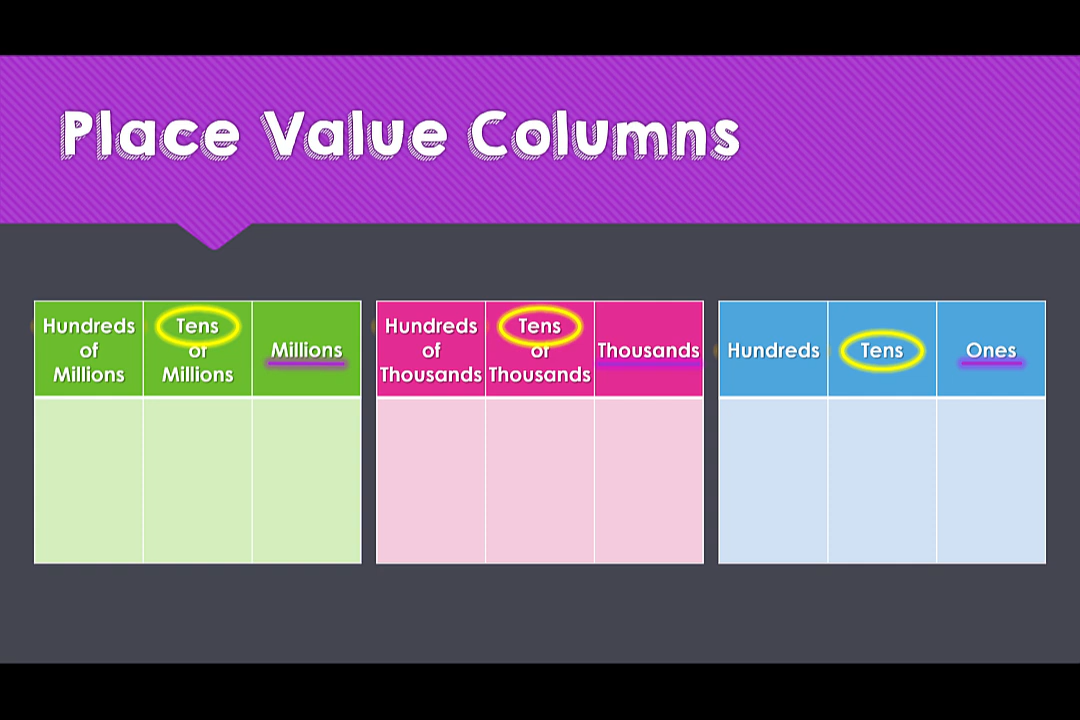 Place Value Columns
Hundreds
of
Millions
Tens
of
Millions
Millions
Hundreds
of
Thousands
Tens
of
Thousands
Thousands
Hundreds
Tens
Ones